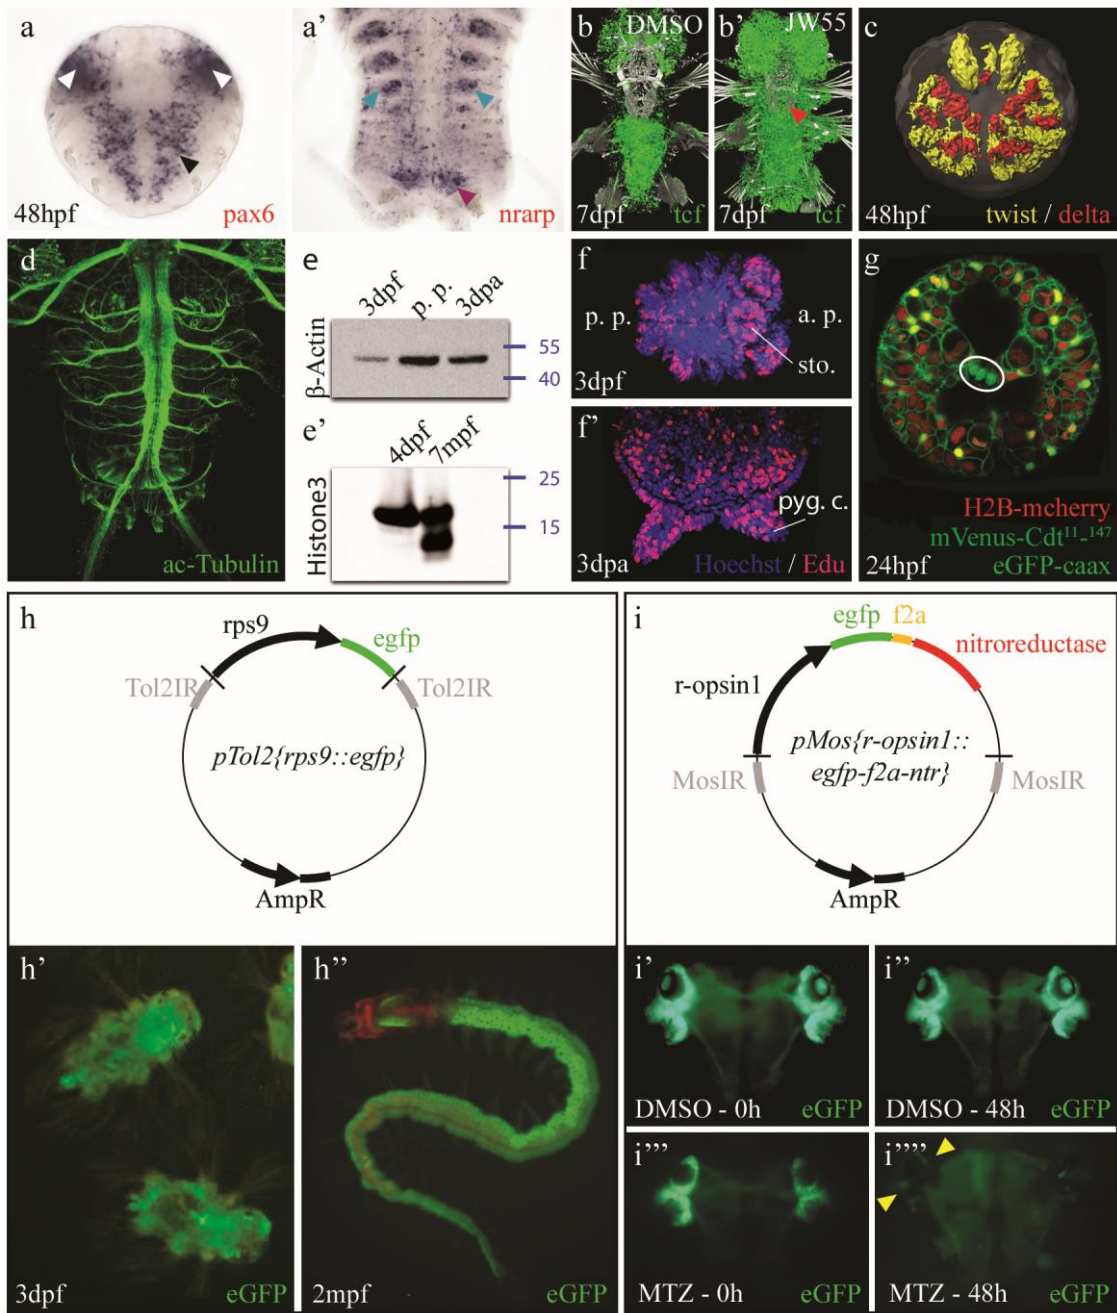 a
48hpf
pax6
a’
nrarp
b
DMSO
7dpf
tcf
b’
JW55
7dpf
tcf
c
48hpf
twist / delta
d
ac-Tubulin
e
3dpf
p. p.
3dpa
β-Actin
55
40
e’
4dpf
7mpf
Histone3
25
15
f
p. p.
a. p.
sto.
3dpf
f’
pyg. c.
3dpa
Hoechst / Edu
g
H2B-mcherry
mVenus-Cdt¹¹-¹⁴⁷
24hpf
eGFP-caax
h
rps9
egfp
Tol2IR
Tol2IR
pTol2{rps9::egfp}
AmpR
i
egfp
f2a
nitroreductase
r-opsin1
pMos{r-opsin1::
egfp-f2a-ntr}
MosIR
MosIR
AmpR
h’
3dpf
eGFP
h’’
2mpf
eGFP
i’
DMSO - 0h
eGFP
i’’
DMSO - 48h
eGFP
i’’’
MTZ - 0h
eGFP
i’’’’
MTZ - 48h
eGFP